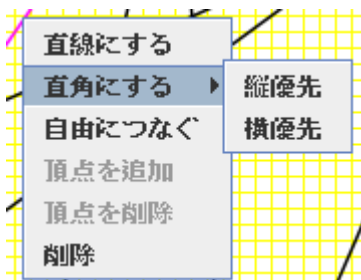 直線にする
直角にする
縦優先
横優先
自由につなぐ
頂点を追加
頂点を削除
削除